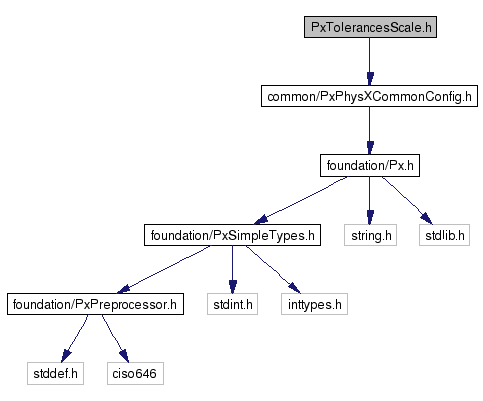 PxTolerancesScale.h
common/PxPhysXCommonConfig.h
foundation/Px.h
foundation/PxSimpleTypes.h
string.h
stdlib.h
foundation/PxPreprocessor.h
stdint.h
inttypes.h
stddef.h
ciso646